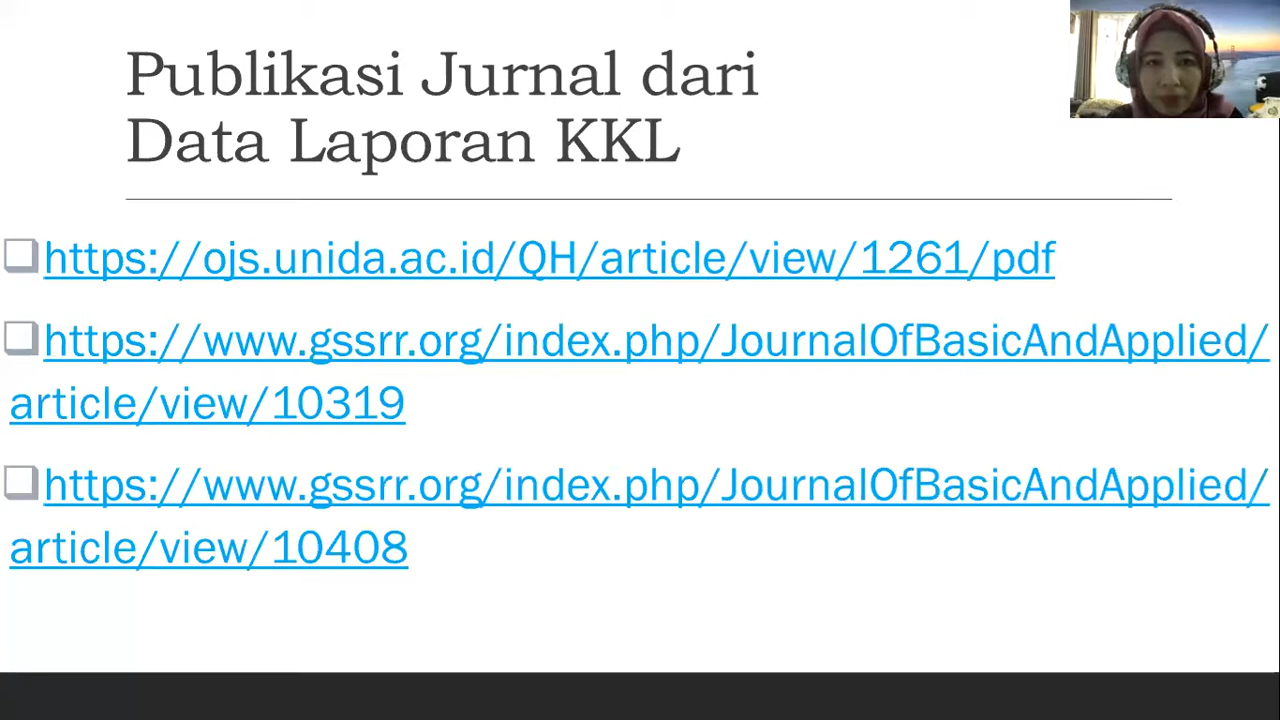 Publikasi Jurnal dari
Data Laporan KKL
https://ojs.unida.ac.id/QH/article/view/1261/pdf
https://www.gssrr.org/index.php/JournalOfBasicAndApplied/
article/view/10319
https://www.gssrr.org/index.php/JournalOfBasicAndApplied/
article/view/10408